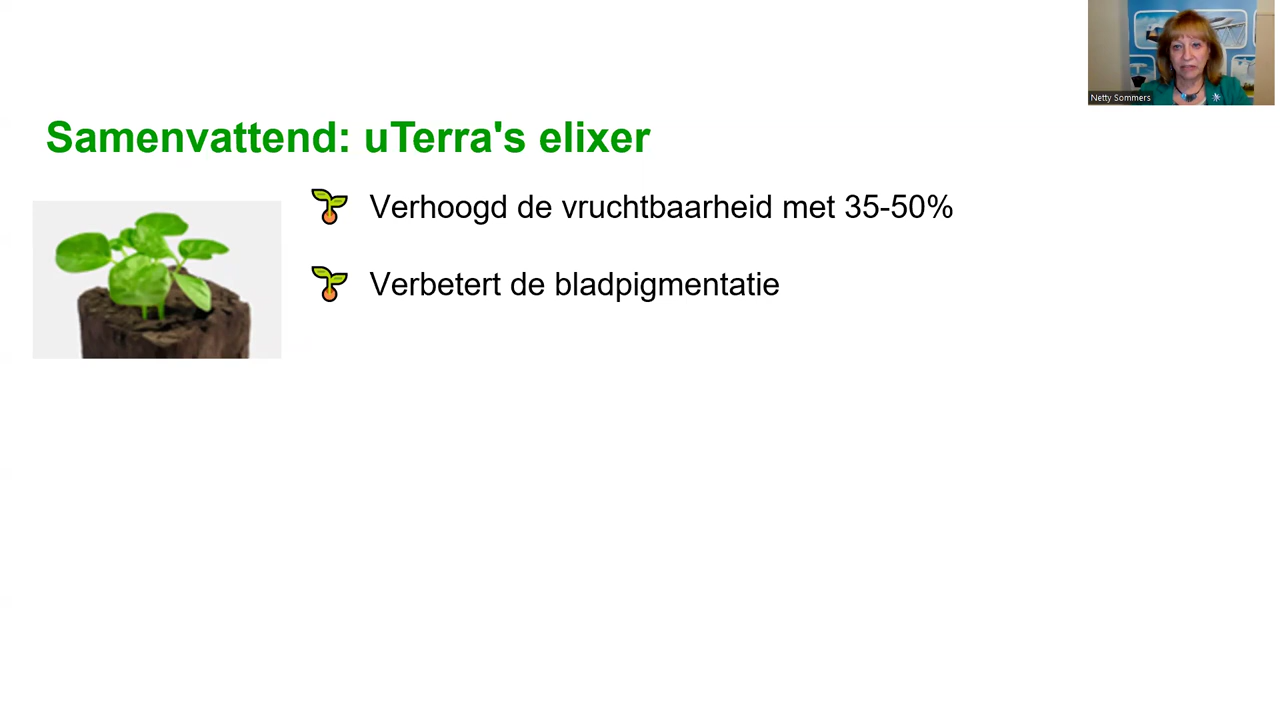 Netty Sommers
Samenvattend: uTerra's elixer
Verhoogd de vruchtbaarheid met 35-50%
Verbetert de bladpigmentatie